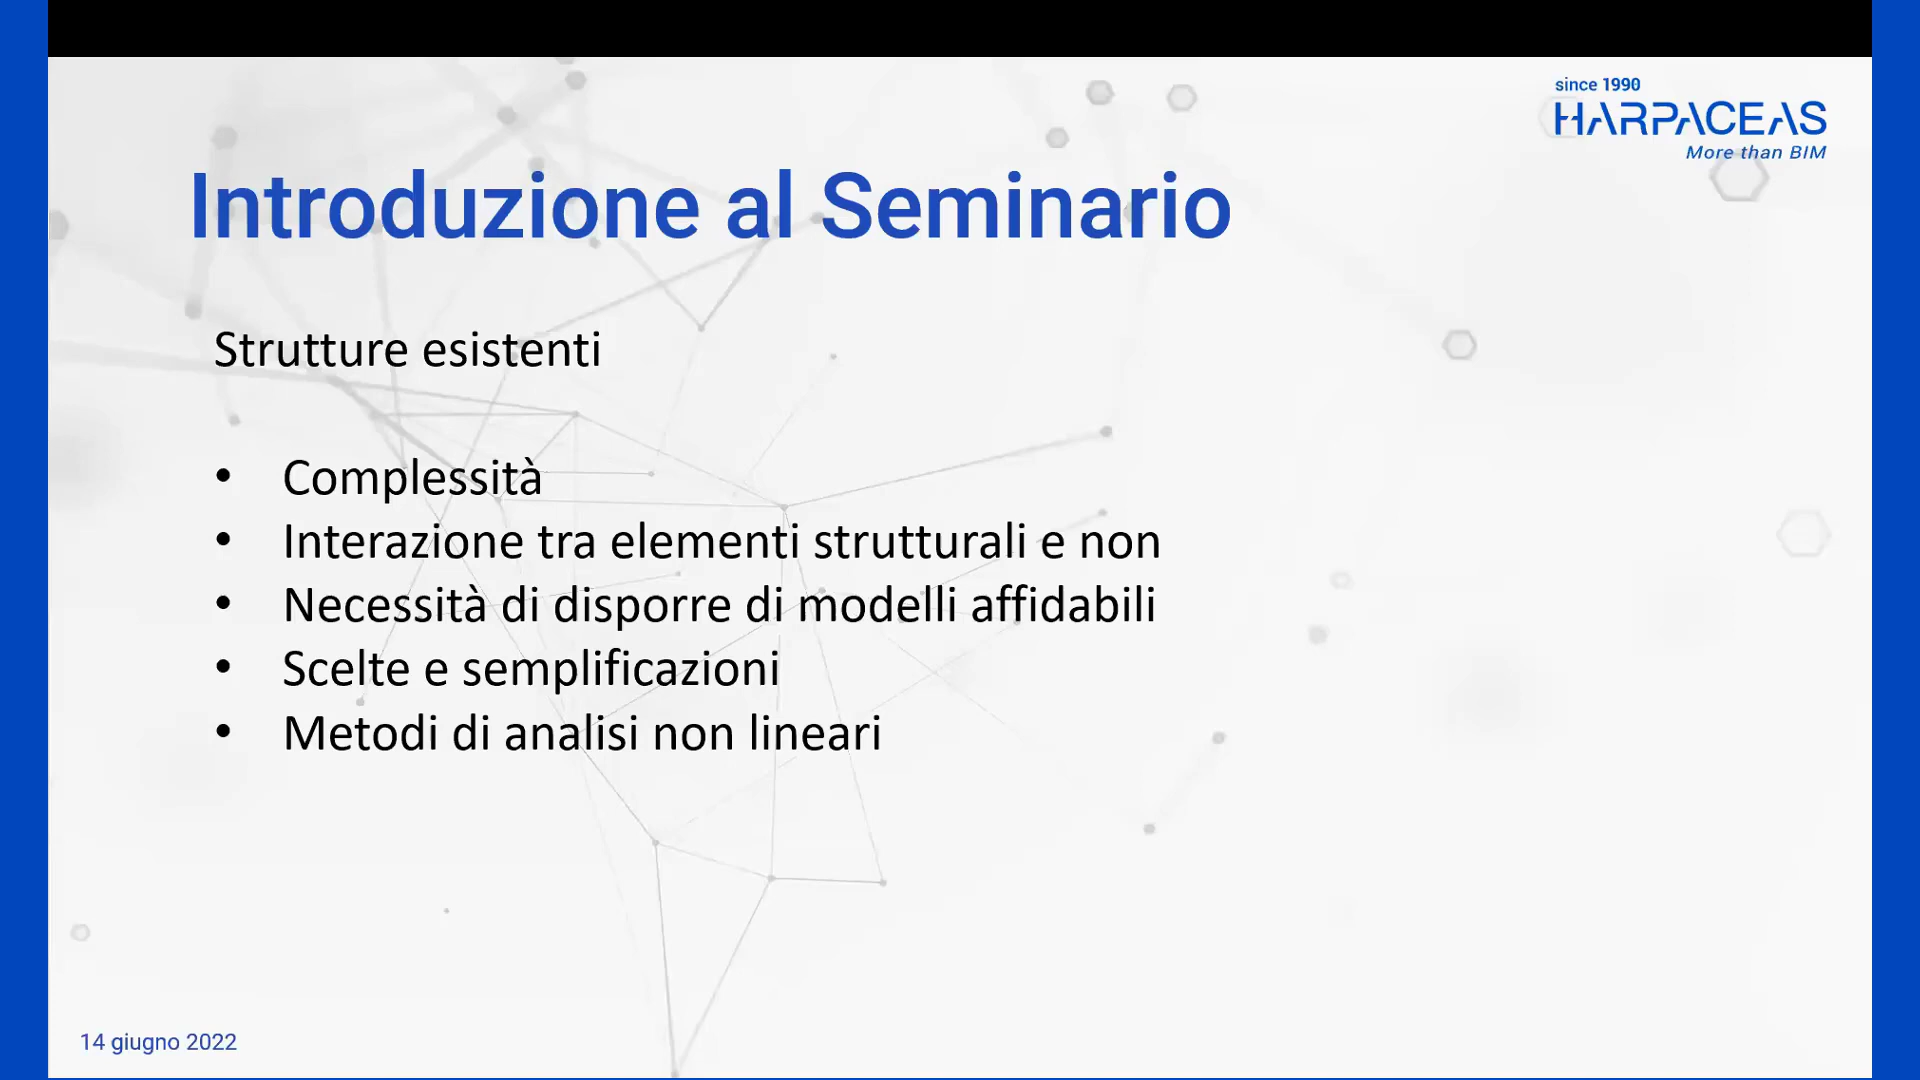 since 1990
HARPACEAS
More than BIM
Introduzione al Seminario
Strutture esistenti
• Complessità
• Interazione tra elementi strutturali e non
• Necessità di disporre di modelli affidabili
• Scelte e semplificazioni
• Metodi di analisi non lineari
14 giugno 2022